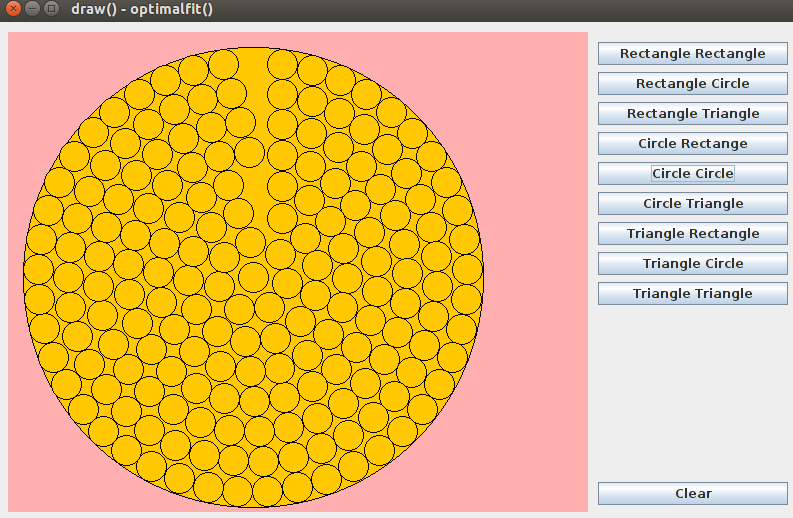 draw() - optimalfit()
Rectangle Rectangle
Rectangle Circle
Rectangle Triangle
Circle Rectange
Circle Circle
Circle Triangle
Triangle Rectangle
Triangle Circle
Triangle Triangle
Clear